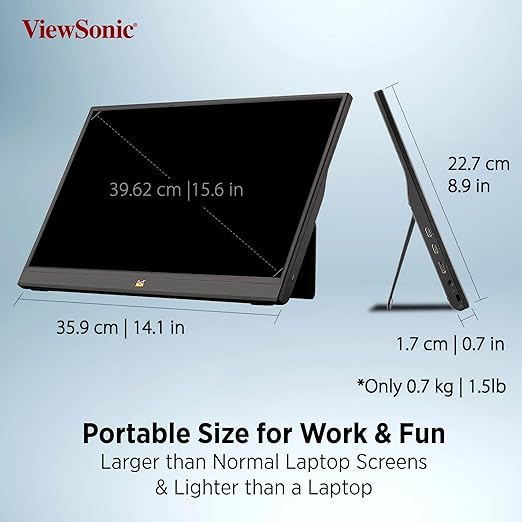 ViewSonic®
39.62 cm |15.6 in
22.7 cm
8.9 in
35.9 cm | 14.1 in
1.7 cm | 0.7 in
*Only 0.7 kg | 1.5lb
Portable Size for Work & Fun
Larger than Normal Laptop Screens
& Lighter than a Laptop